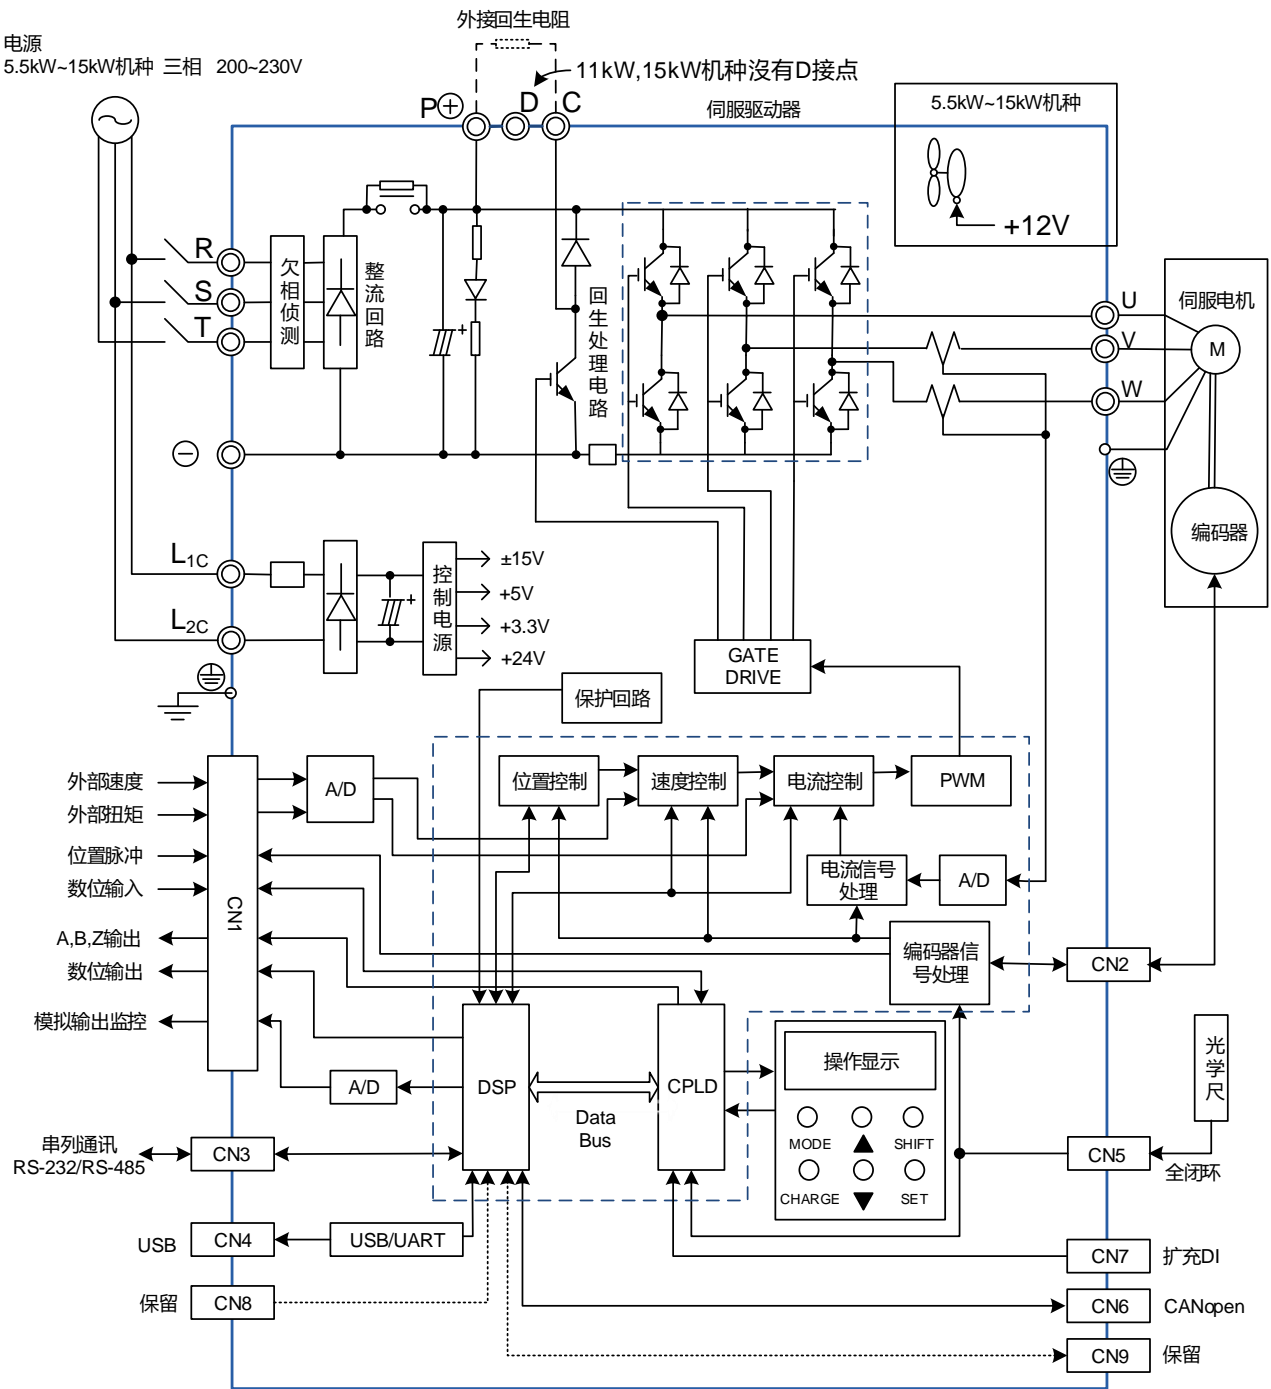 外接回生电阻
电源
5.5kW~15kW机种 三相 200~230V
11kW,15kW机种沒有D接点
P⊕
D
C
伺服驱动器
5.5kW~15kW机种
+12V
R
S
T
欠相侦测
整流回路
+
回生处理电路
U
V
W
伺服电机
M
编码器
⊖
L1C
L2C
+
控制电源
±15V
+5V
+3.3V
+24V
GATE
DRIVE
保护回路
外部速度
外部扭矩
位置脉冲
数位输入
A,B,Z输出
数位输出
模拟输出监控
CN1
A/D
位置控制
速度控制
电流控制
PWM
电流信号
处理
A/D
编码器信
号处理
CN2
A/D
DSP
Data
Bus
CPLD
操作显示
MODE
SHIFT
CHARGE
SET
光学尺
串列通讯
RS-232/RS-485
CN3
CN5
全闭环
USB
CN4
USB/UART
保留
CN8
CN7
扩充DI
CN6
CANopen
CN9
保留